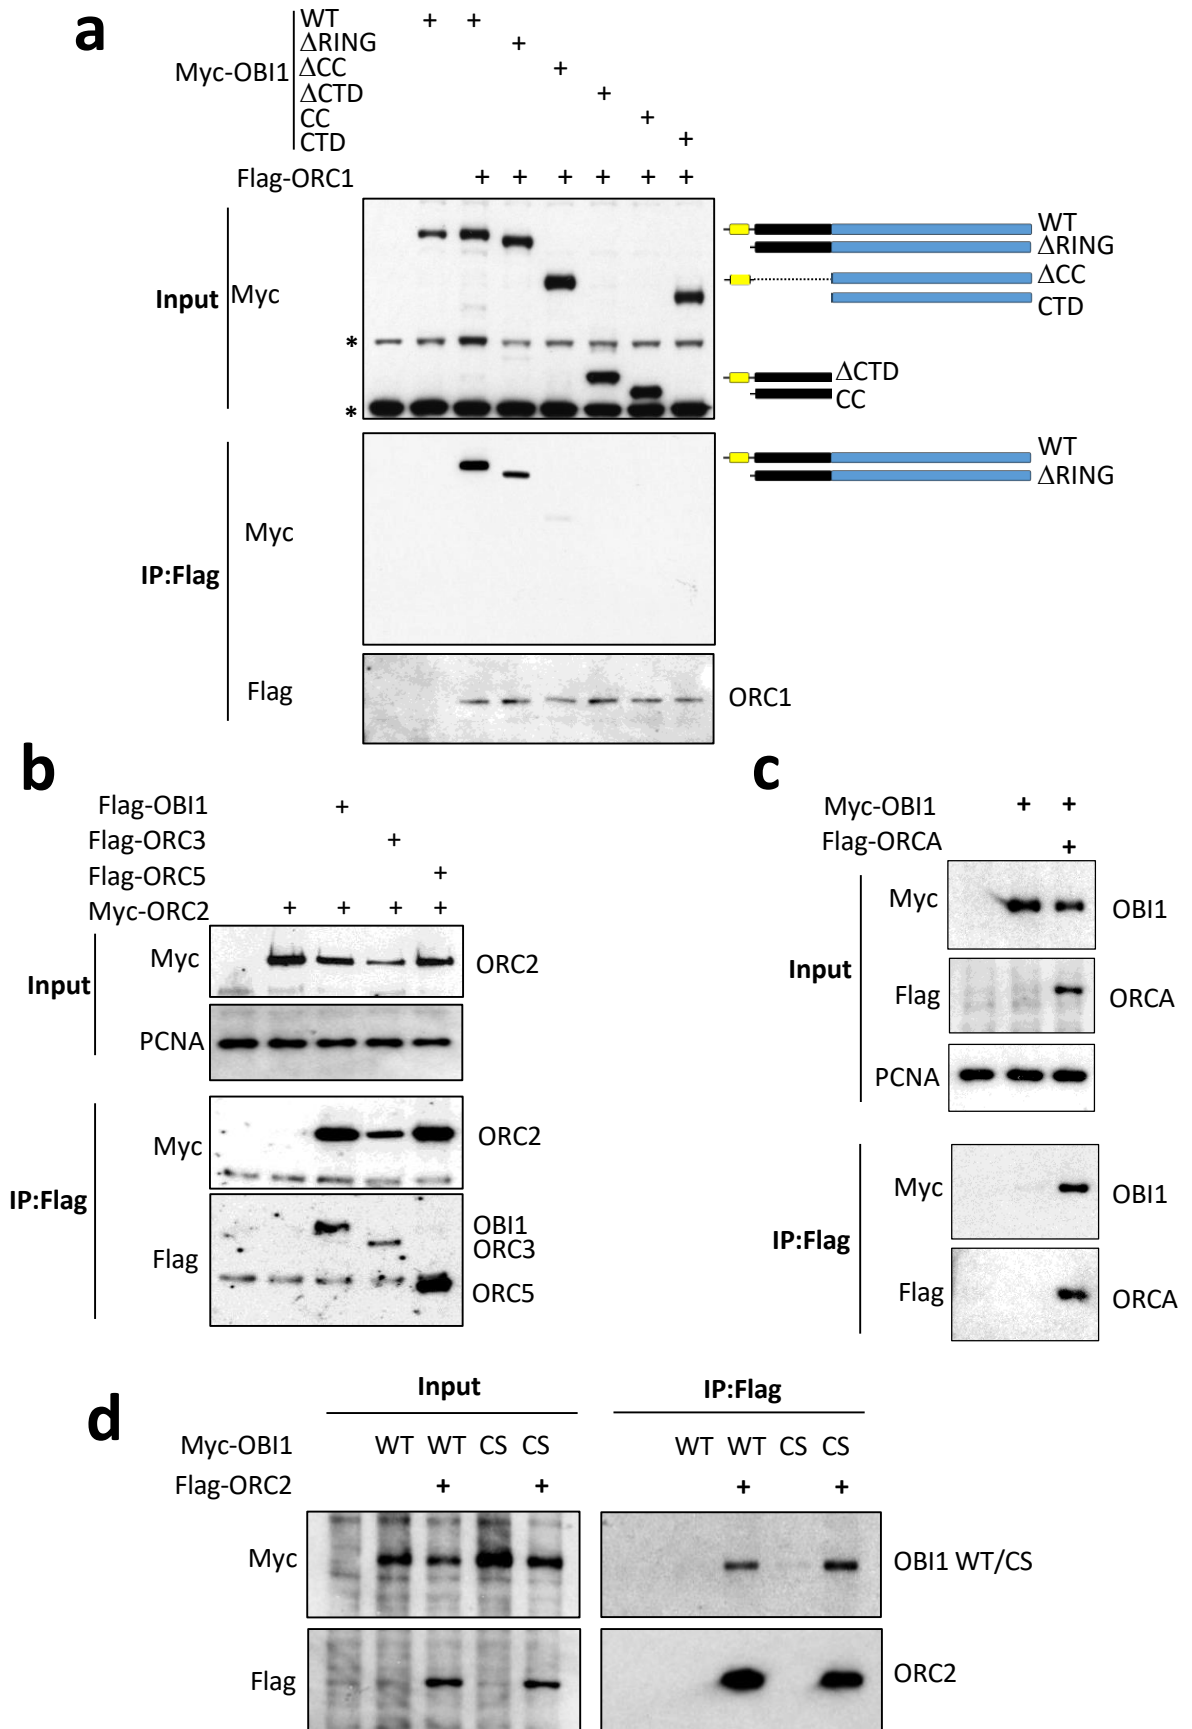 a
WT + +
ΔRING +
Myc-OBI1
ΔCC +
ΔCTD +
CC +
CTD +
Flag-ORC1 + + + + + +
WT
ΔRING
ΔCC
Input Myc
CTD
*
ΔCTD
CC
*
WT
ΔRING
Myc
IP:Flag
Flag ORC1
b
Flag-OBI1 +
Flag-ORC3 +
Flag-ORC5 +
Myc-ORC2 + + + +
Myc ORC2
Input
PCNA
Myc ORC2
IP:Flag
OBI1
ORC3
Flag
ORC5
c
Myc-OBI1 + +
Flag-ORCA +
Myc OBI1
Input
Flag ORCA
PCNA
Myc OBI1
IP:Flag
Flag ORCA
d
Input IP:Flag
Myc-OBI1 WT WT CS CS WT WT CS CS
Flag-ORC2 + + + +
Myc OBI1 WT/CS
Flag ORC2